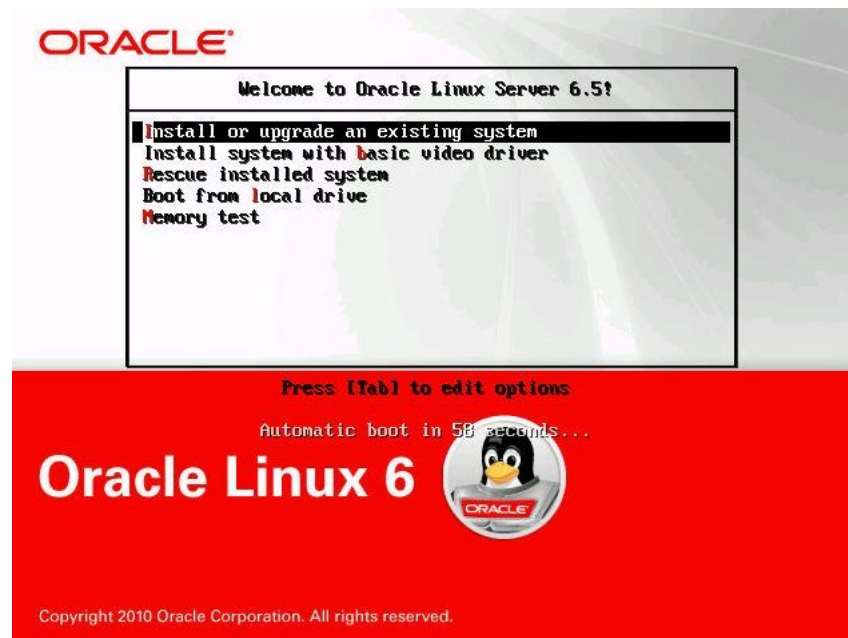 ORACLE®
Welcome to Oracle Linux Server 6.5!
Install or upgrade an existing system
Install system with basic video driver
Rescue installed system
Boot from local drive
Memory test
Press [Tab] to edit options
Automatic boot in 58 seconds...
Oracle Linux 6
ORACLE
Copyright 2010 Oracle Corporation. All rights reserved.